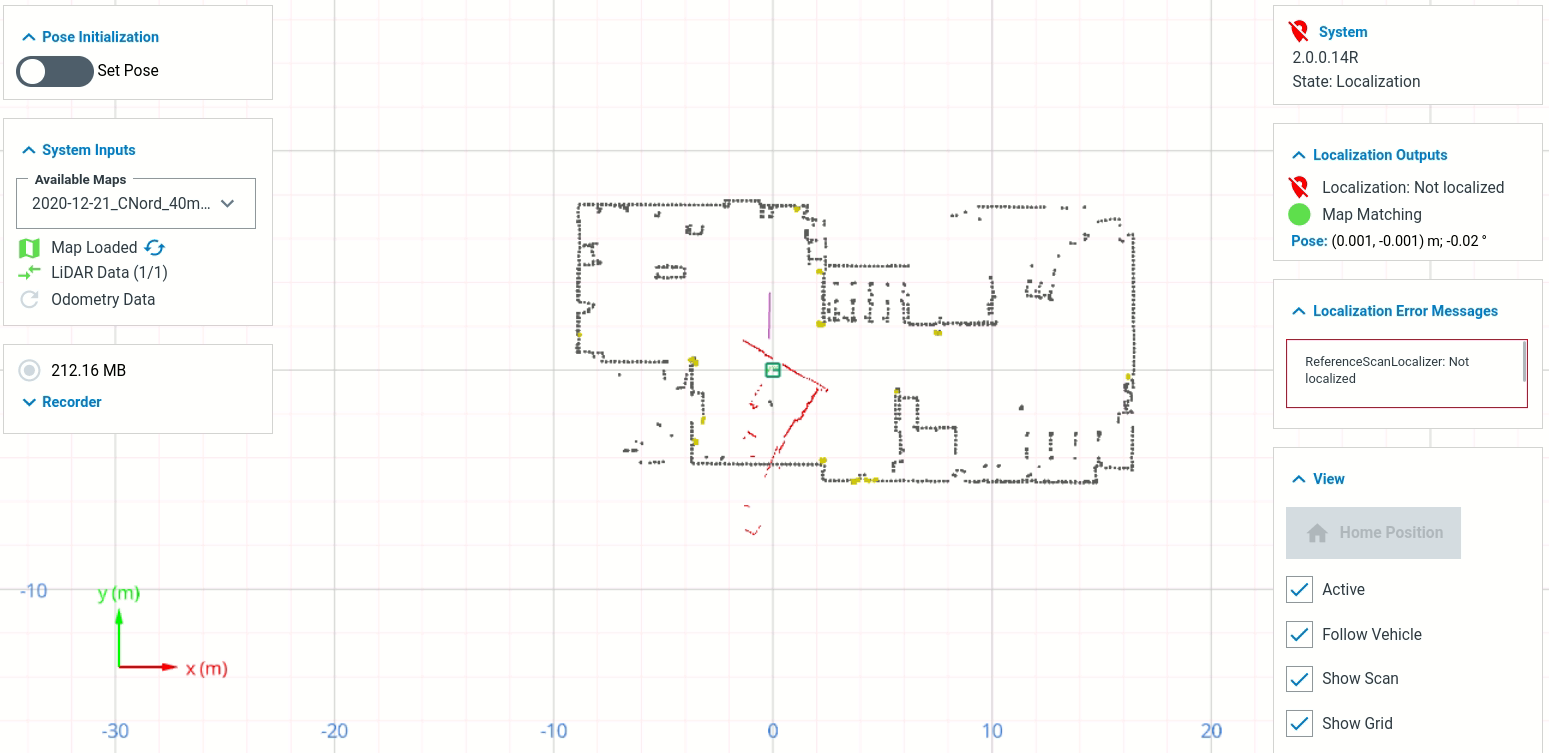 Pose Initialization
Set Pose
System Inputs
Available Maps
2020-12-21_CNord_40m...
Map Loaded
LiDAR Data (1/1)
Odometry Data
212.16 MB
Recorder
System
2.0.0.14R
State: Localization
Localization Outputs
Localization: Not localized
Map Matching
Pose: (0.001, -0.001) m; -0.02 °
Localization Error Messages
ReferenceScanLocalizer: Not
localized
View
Home Position
Active
Follow Vehicle
Show Scan
Show Grid
-10
y (m)
x (m)
-30 -20 -10 0 10 20